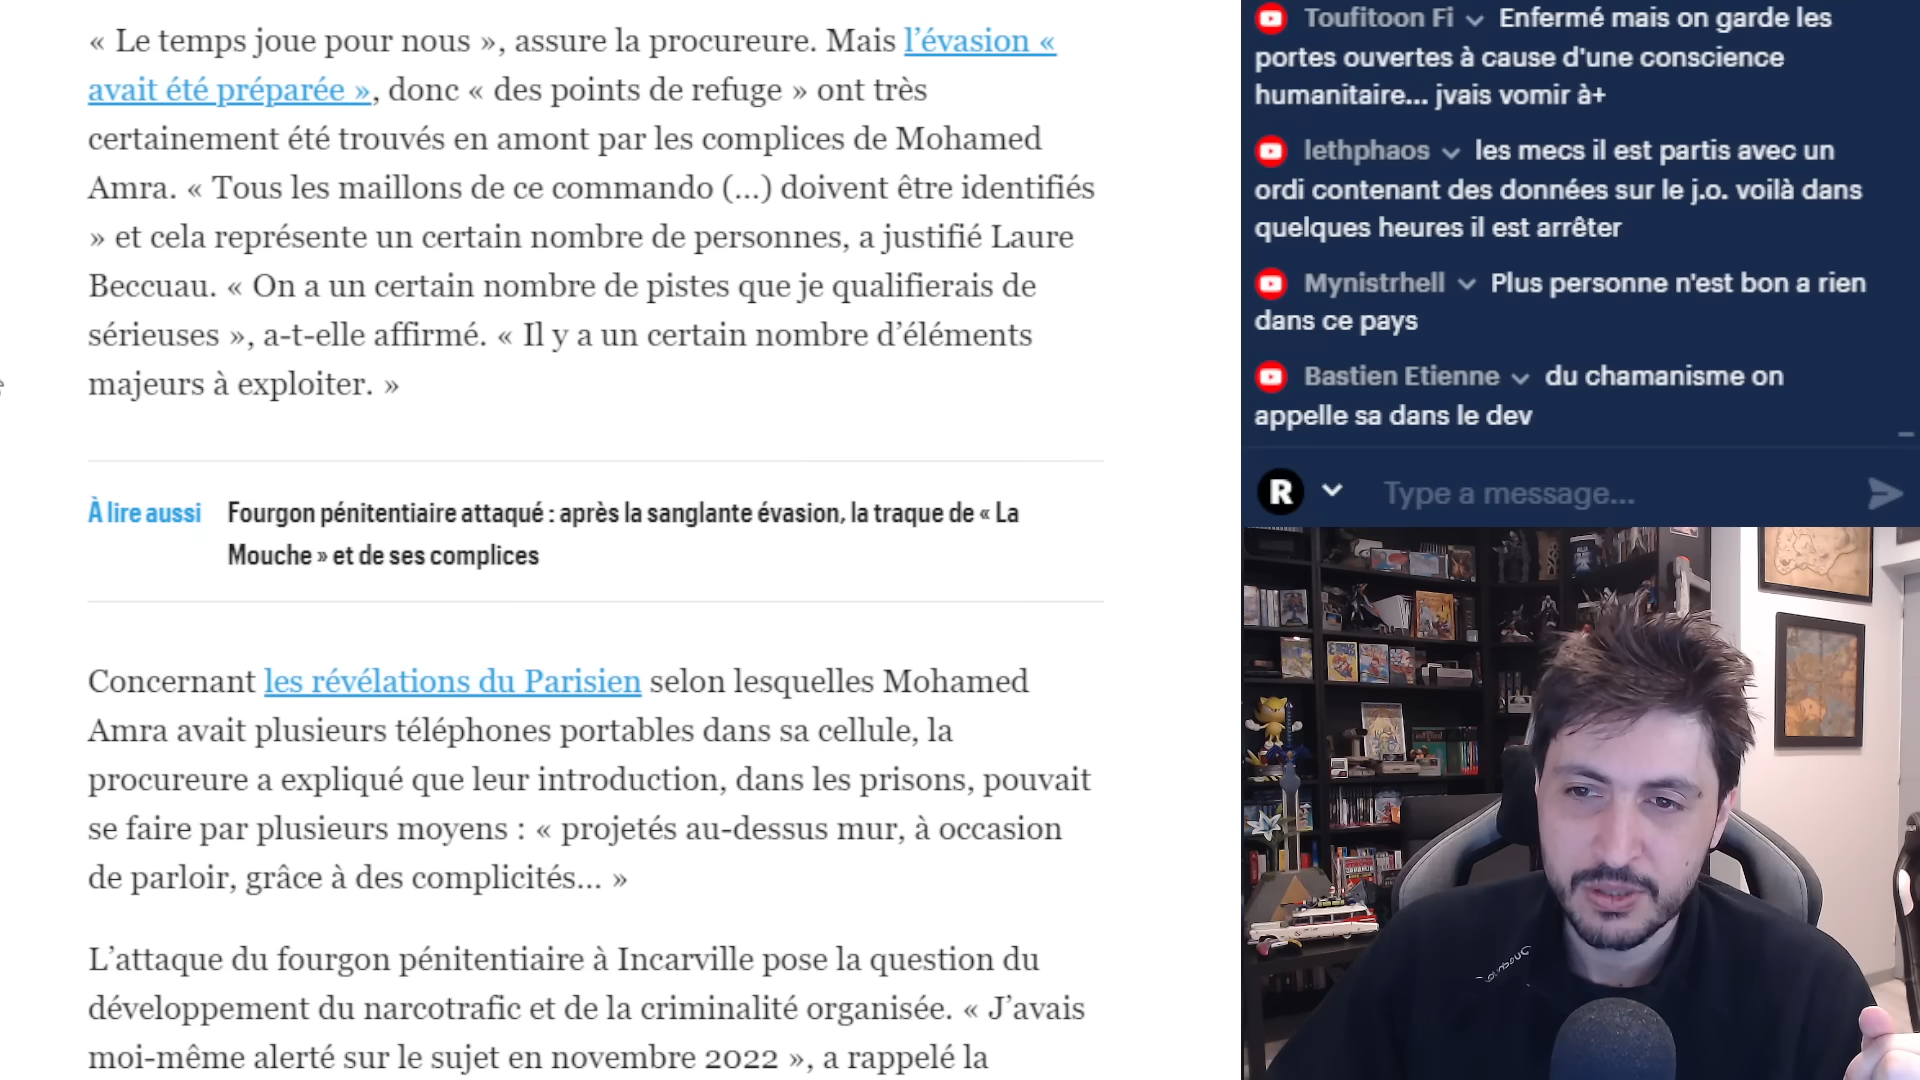 « Le temps joue pour nous », assure la procureure. Mais l’évasion «
avait été préparée », donc « des points de refuge » ont très
certainement été trouvés en amont par les complices de Mohamed
Amra. « Tous les maillons de ce commando (…) doivent être identifiés
» et cela représente un certain nombre de personnes, a justifié Laure
Beccuau. « On a un certain nombre de pistes que je qualifierais de
sérieuses », a-t-elle affirmé. « Il y a un certain nombre d’éléments
majeurs à exploiter. »
À lire aussi Fourgon pénitentiaire attaqué : après la sanglante évasion, la traque de « La
Mouche » et de ses complices
Concernant les révélations du Parisien selon lesquelles Mohamed
Amra avait plusieurs téléphones portables dans sa cellule, la
procureure a expliqué que leur introduction, dans les prisons, pouvait
se faire par plusieurs moyens : « projetés au-dessus mur, à occasion
de parloir, grâce à des complicités… »
L’attaque du fourgon pénitentiaire à Incarville pose la question du
développement du narcotrafic et de la criminalité organisée. « J’avais
moi-même alerté sur le sujet en novembre 2022 », a rappelé la
Toufitoon Fi Enfermé mais on garde les
portes ouvertes à cause d'une conscience
humanitaire... jvais vomir à+
lethphaos les mecs il est partis avec un
ordi contenant des données sur le j.o. voilà dans
quelques heures il est arrêter
Mynistrhell Plus personne n'est bon a rien
dans ce pays
Bastien Etienne du chamanisme on
appelle sa dans le dev
R Type a message...